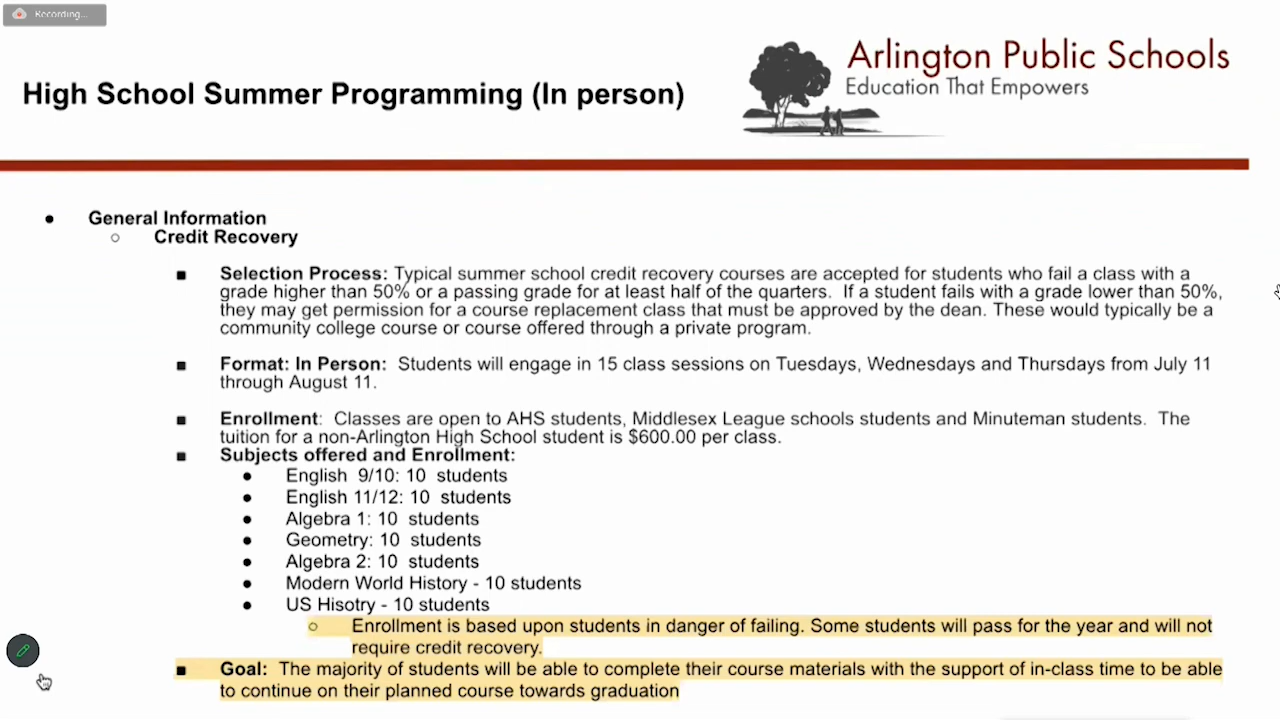 Recording...
Arlington Public Schools
Education That Empowers
High School Summer Programming (In person)
● General Information
○ Credit Recovery
■ Selection Process: Typical summer school credit recovery courses are accepted for students who fail a class with a
grade higher than 50% or a passing grade for at least half of the quarters. If a student fails with a grade lower than 50%,
they may get permission for a course replacement class that must be approved by the dean. These would typically be a
community college course or course offered through a private program.
■ Format: In Person: Students will engage in 15 class sessions on Tuesdays, Wednesdays and Thursdays from July 11
through August 11.
■ Enrollment: Classes are open to AHS students, Middlesex League schools students and Minuteman students. The
tuition for a non-Arlington High School student is $600.00 per class.
■ Subjects offered and Enrollment:
● English 9/10: 10 students
● English 11/12: 10 students
● Algebra 1: 10 students
● Geometry: 10 students
● Algebra 2: 10 students
● Modern World History - 10 students
● US Hisotry - 10 students
○ Enrollment is based upon students in danger of failing. Some students will pass for the year and will not
require credit recovery.
■ Goal: The majority of students will be able to complete their course materials with the support of in-class time to be able
to continue on their planned course towards graduation